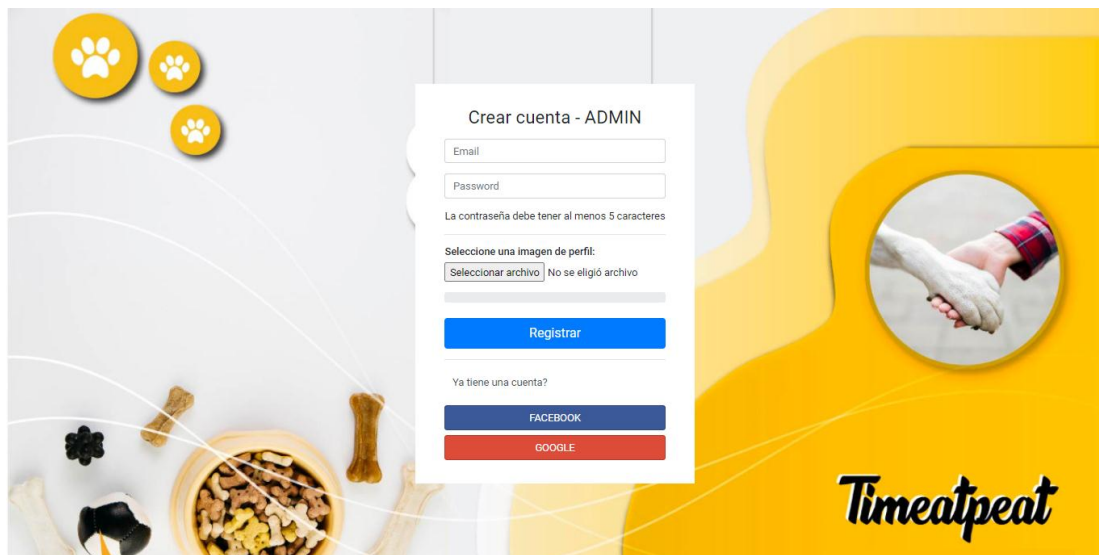 Crear cuenta - ADMIN
Email
Password
La contraseña debe tener al menos 5 caracteres
Seleccione una imagen de perfil:
Seleccionar archivo No se eligió archivo
Registrar
Ya tiene una cuenta?
FACEBOOK
GOOGLE
Timeatpeat